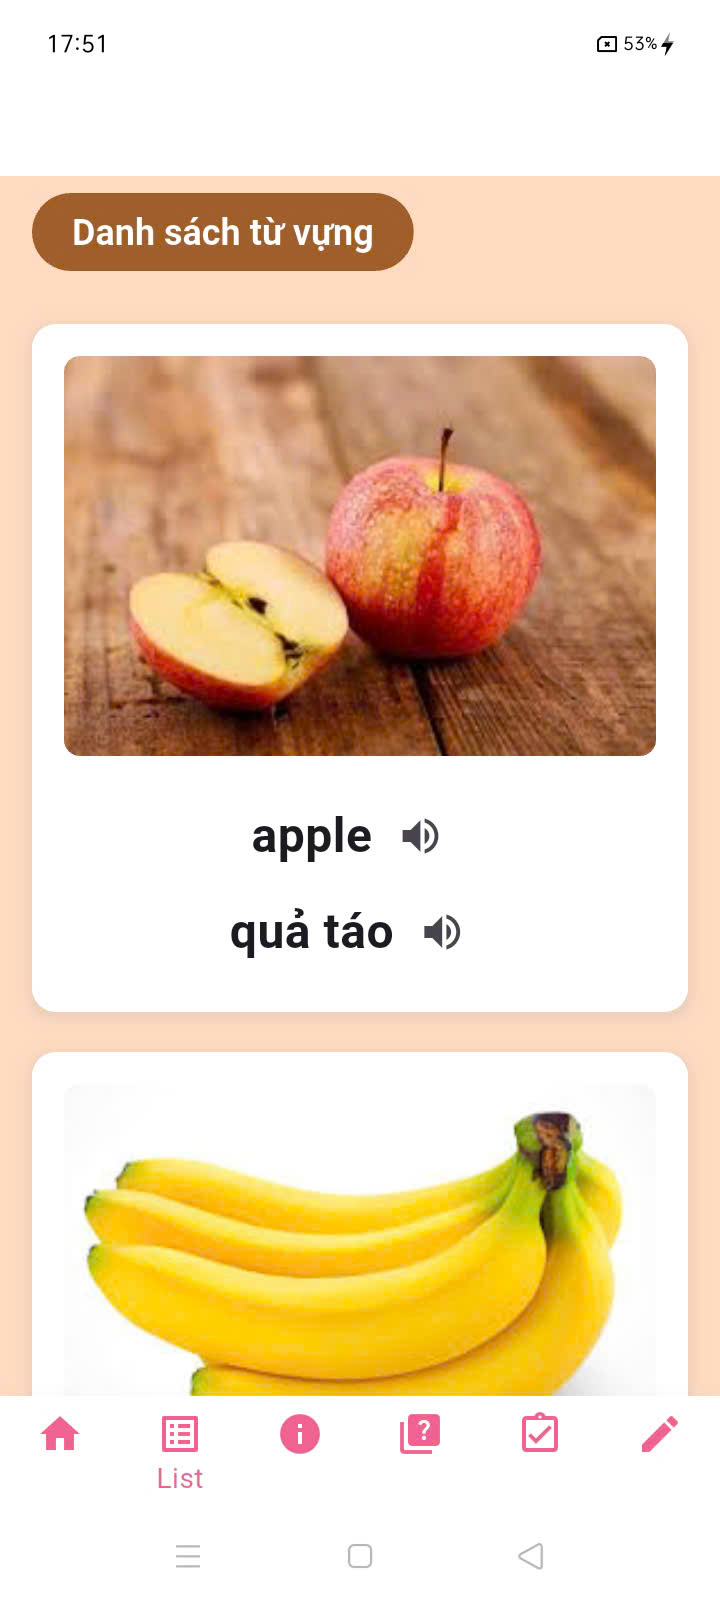 17:51
53%
Danh sách từ vựng
apple
quả táo
List